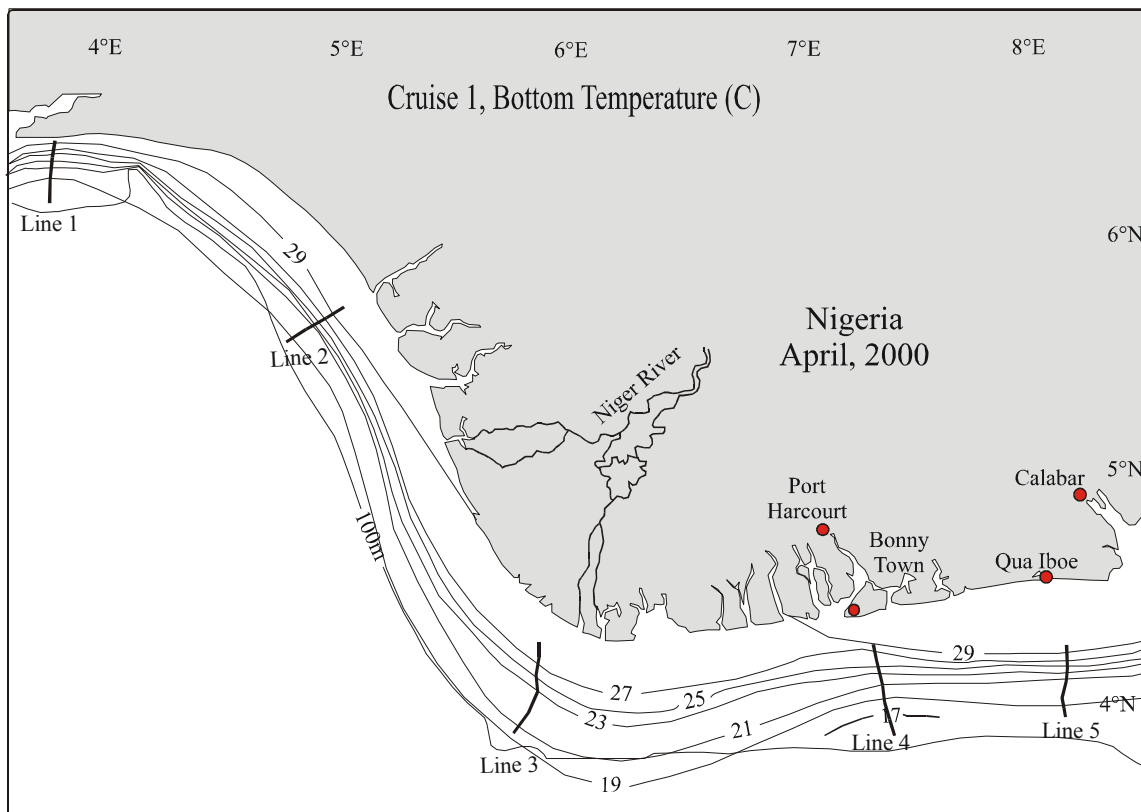 4°E
5°E
6°E
7°E
8°E
Cruise 1, Bottom Temperature (C)
Line 1
6°N
29
Nigeria
April, 2000
Line 2
Niger River
5°N
Calabar
Port
Harcourt
100m
Bonny
Town
Qua Iboe
29
27
25
4°N
23
17
21
Line 5
Line 4
Line 3
19